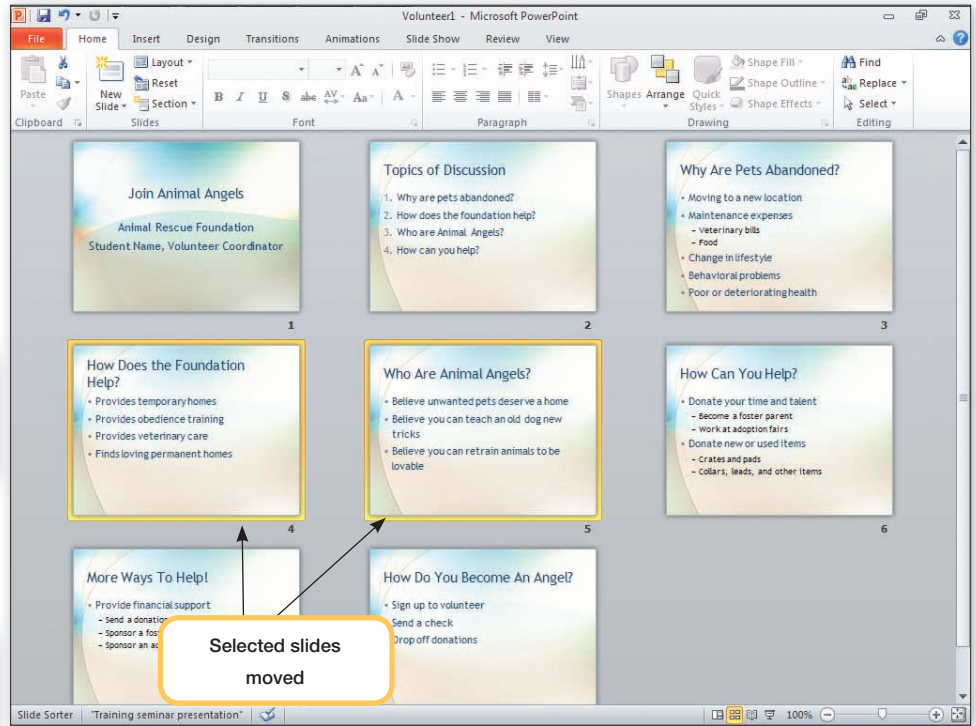 Volunteer1 - Microsoft PowerPoint
File Home Insert Design Transitions Animations Slide Show Review View
Paste
New Slide
Layout
Reset
Section
B I U S abc AV Aa A
Shapes Arrange Quick Styles
Shape Fill
Shape Outline
Shape Effects
Find
Replace
Select
Clipboard Slides Font Paragraph Drawing Editing
Join Animal Angels
Animal Rescue Foundation
Student Name, Volunteer Coordinator
1
Topics of Discussion
1. Why are pets abandoned?
2. How does the foundation help?
3. Who are Animal Angels?
4. How can you help?
2
Why Are Pets Abandoned?
• Moving to a new location
• Maintenance expenses
– Veterinary bills
– Food
• Change in lifestyle
• Behavioral problems
• Poor or deteriorating health
3
How Does the Foundation
Help?
• Provides temporary homes
• Provides obedience training
• Provides veterinary care
• Finds loving permanent homes
4
Who Are Animal Angels?
• Believe unwanted pets deserve a home
• Believe you can teach an old dog new
tricks
• Believe you can retrain animals to be
lovable
5
How Can You Help?
• Donate your time and talent
– Become a foster parent
– Work at adoption fairs
• Donate new or used items
– Crates and pads
– Collars, leads, and other items
6
More Ways To Help!
• Provide financial support
– Send a donatio
– Sponsor a fos
– Sponsor an ad
How Do You Become An Angel?
• Sign up to volunteer
Send a check
Drop off donations
Selected slides
moved
Slide Sorter "Training seminar presentation" 100%